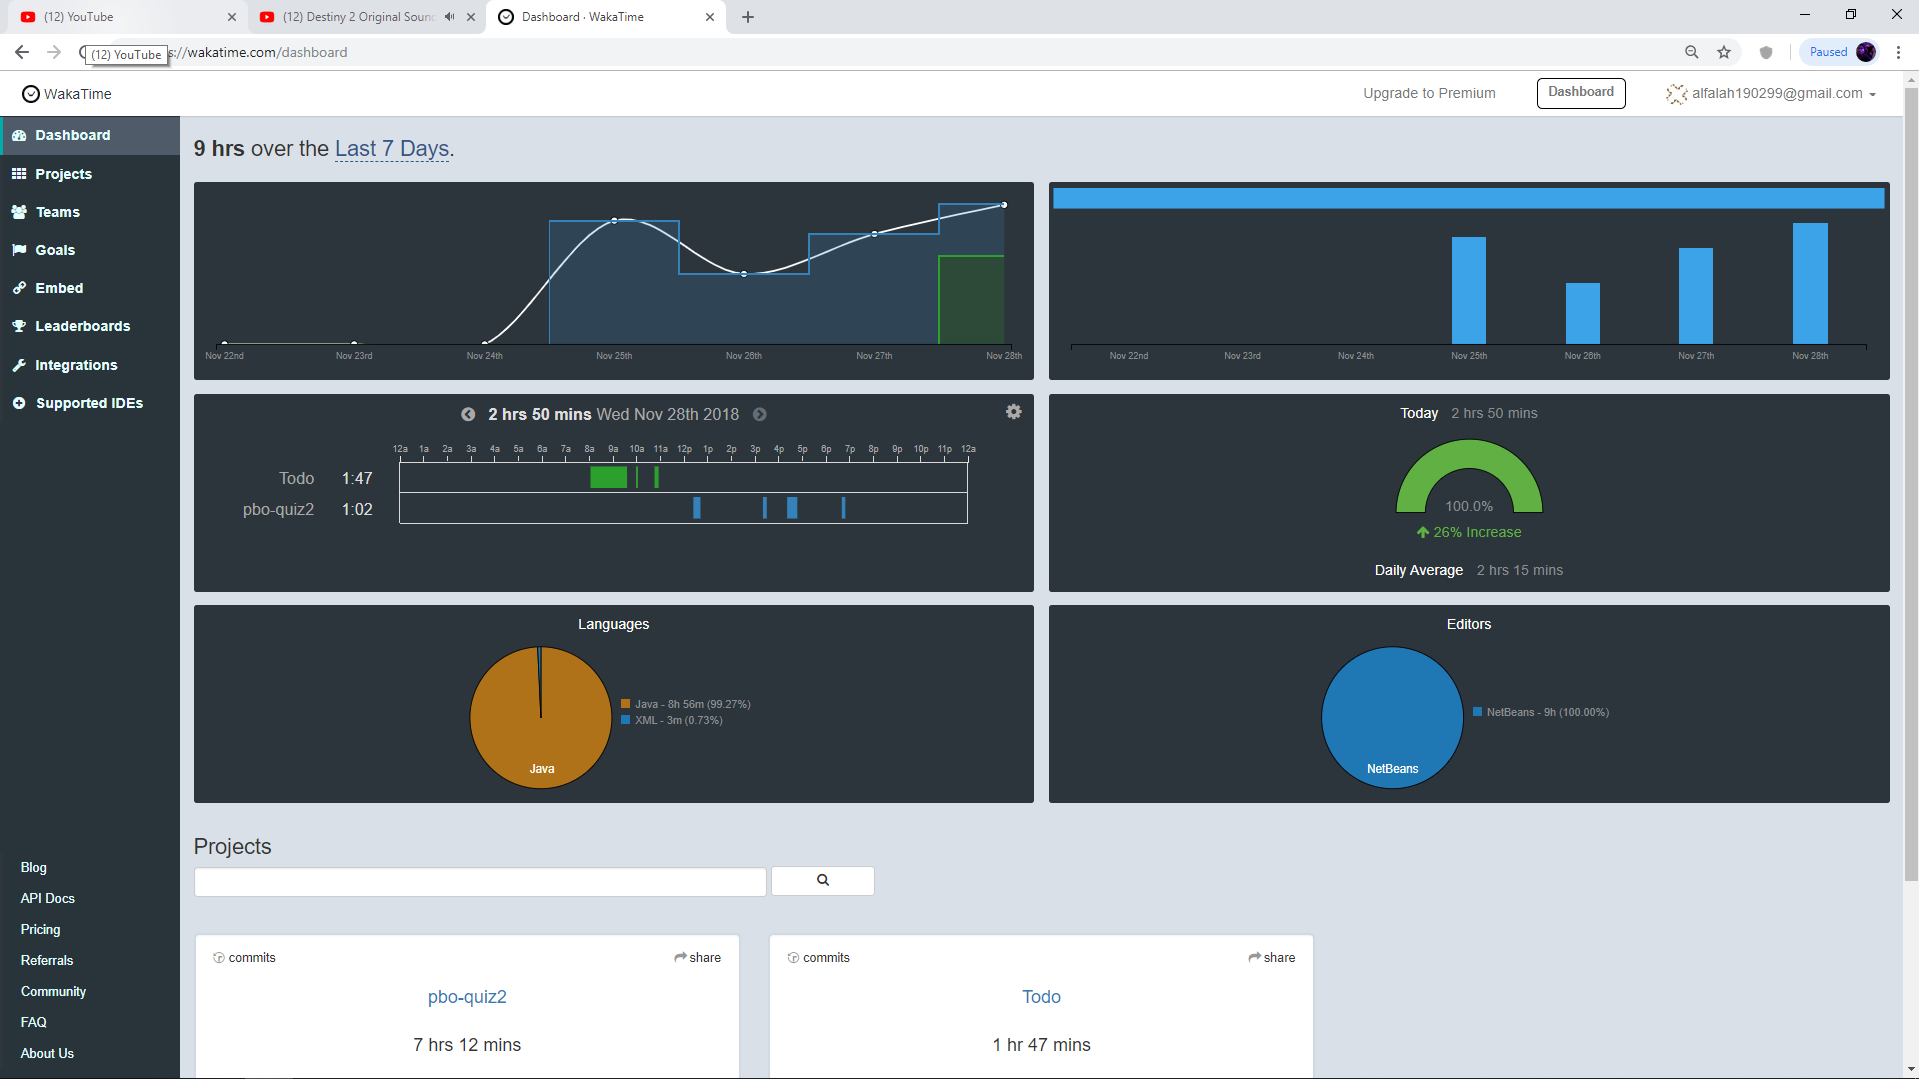 (12) YouTube
(12) Destiny 2 Original Soun
Dashboard · WakaTime
(12) YouTube
s://wakatime.com/dashboard
Paused
WakaTime
Upgrade to Premium
Dashboard
alfalah190299@gmail.com
Dashboard
Projects
Teams
Goals
Embed
Leaderboards
Integrations
Supported IDEs
Blog
API Docs
Pricing
Referrals
Community
FAQ
About Us
9 hrs over the Last 7 Days.
Nov 22nd Nov 23rd Nov 24th Nov 25th Nov 26th Nov 27th Nov 28th
Nov 22nd Nov 23rd Nov 24th Nov 25th Nov 26th Nov 27th Nov 28th
2 hrs 50 mins Wed Nov 28th 2018
12a 1a 2a 3a 4a 5a 6a 7a 8a 9a 10a 11a 12p 1p 2p 3p 4p 5p 6p 7p 8p 9p 10p 11p 12a
Todo 1:47
pbo-quiz2 1:02
Today 2 hrs 50 mins
100.0%
26% Increase
Daily Average 2 hrs 15 mins
Languages
Java - 8h 56m (99.27%)
XML - 3m (0.73%)
Java
Editors
NetBeans - 9h (100.00%)
NetBeans
Projects
commits share
pbo-quiz2
7 hrs 12 mins
commits share
Todo
1 hr 47 mins